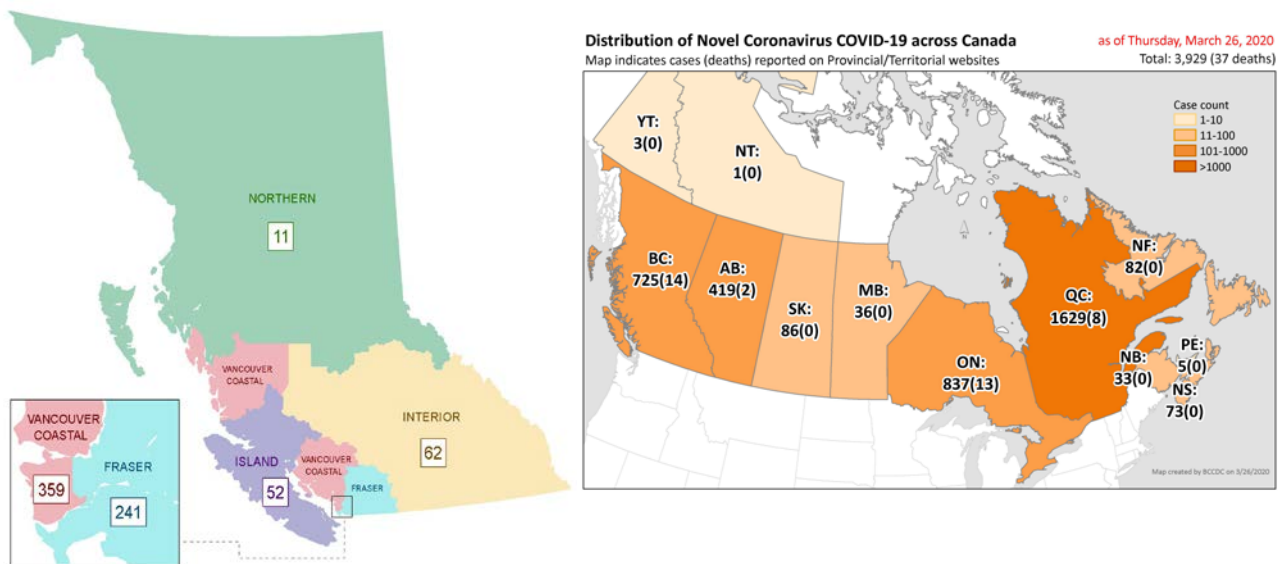 NORTHERN
11
VANCOUVER
COASTAL
INTERIOR
62
ISLAND
52
VANCOUVER
COASTAL
FRASER
VANCOUVER
COASTAL
FRASER
359
241
Distribution of Novel Coronavirus COVID-19 across Canada
as of Thursday, March 26, 2020
Map indicates cases (deaths) reported on Provincial/Territorial websites
Total: 3,929 (37 deaths)
Case count
1-10
11-100
101-1000
>1000
YT:
3(0)
NT:
1(0)
BC:
725(14)
AB:
419(2)
SK:
86(0)
MB:
36(0)
ON:
837(13)
QC:
1629(8)
NF:
82(0)
PE:
5(0)
NB:
33(0)
NS:
73(0)
N
Map created by BCCDC on 3/26/2020